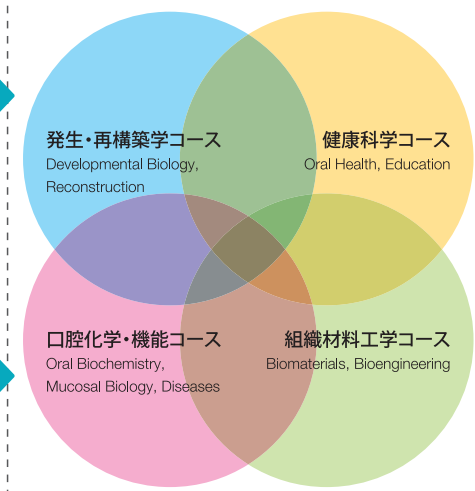 発生・再構築学コース
Developmental Biology,
Reconstruction
健康科学コース
Oral Health, Education
口腔化学・機能コース
Oral Biochemistry,
Mucosal Biology, Diseases
組織材料工学コース
Biomaterials, Bioengineering